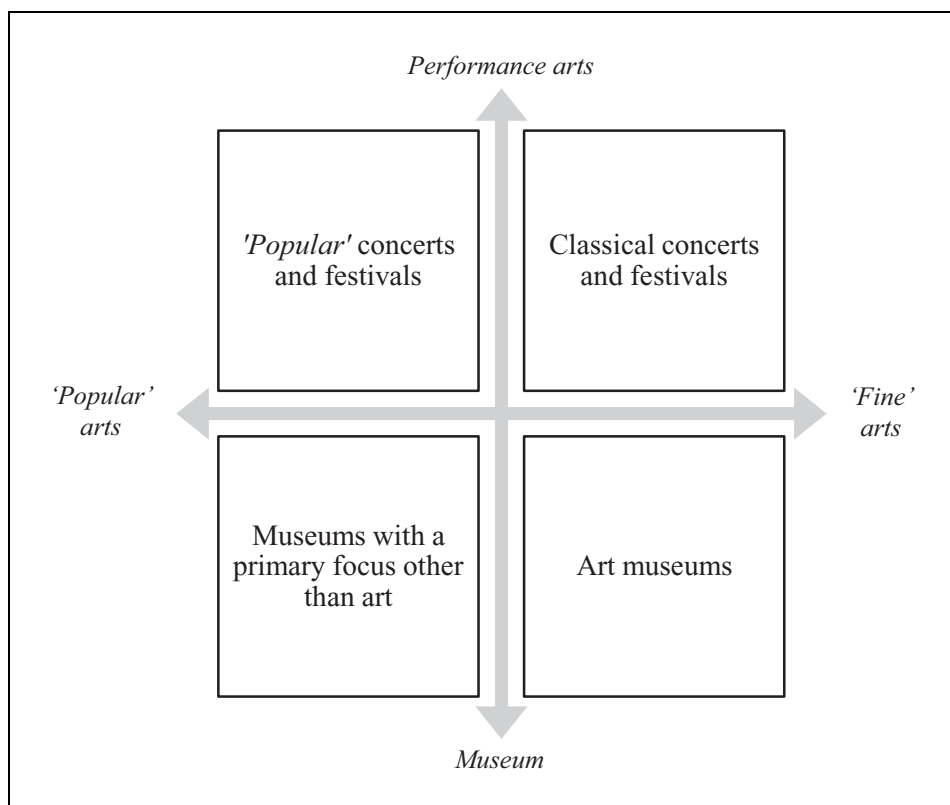 Performance arts
'Popular' concerts
and festivals
Classical concerts
and festivals
‘Popular’
arts
‘Fine’
arts
Museums with a
primary focus other
than art
Art museums
Museum